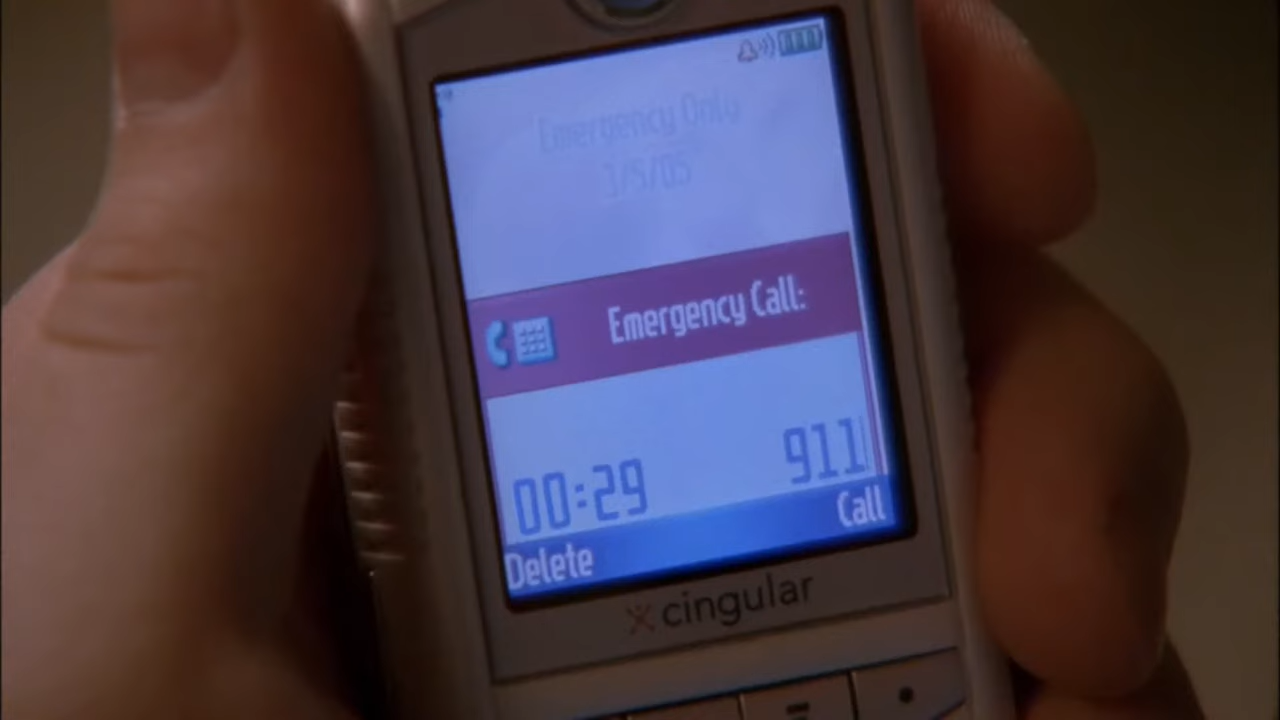 Emergency Only
1/5/05
Emergency Call:
00:29 911
Delete Call
cingular